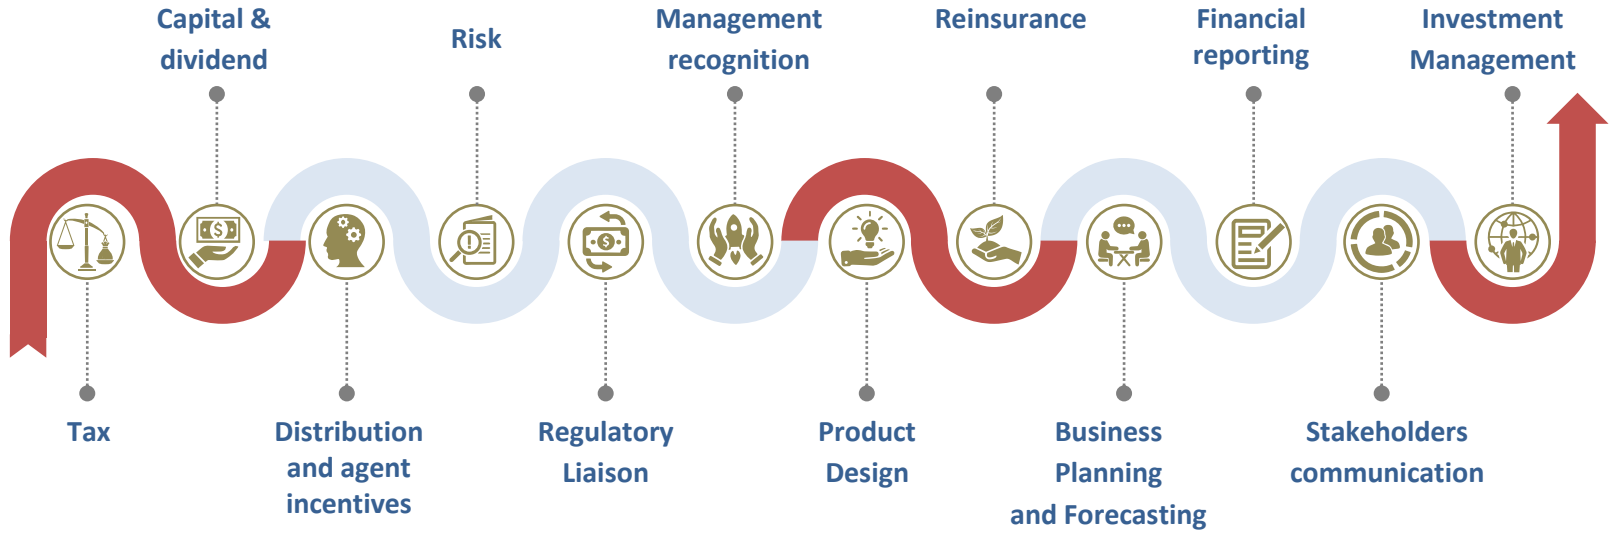 Capital &
dividend
Risk
Management
recognition
Reinsurance
Financial
reporting
Investment
Management
Tax
Distribution
and agent
incentives
Regulatory
Liaison
Product
Design
Business
Planning
and Forecasting
Stakeholders
communication